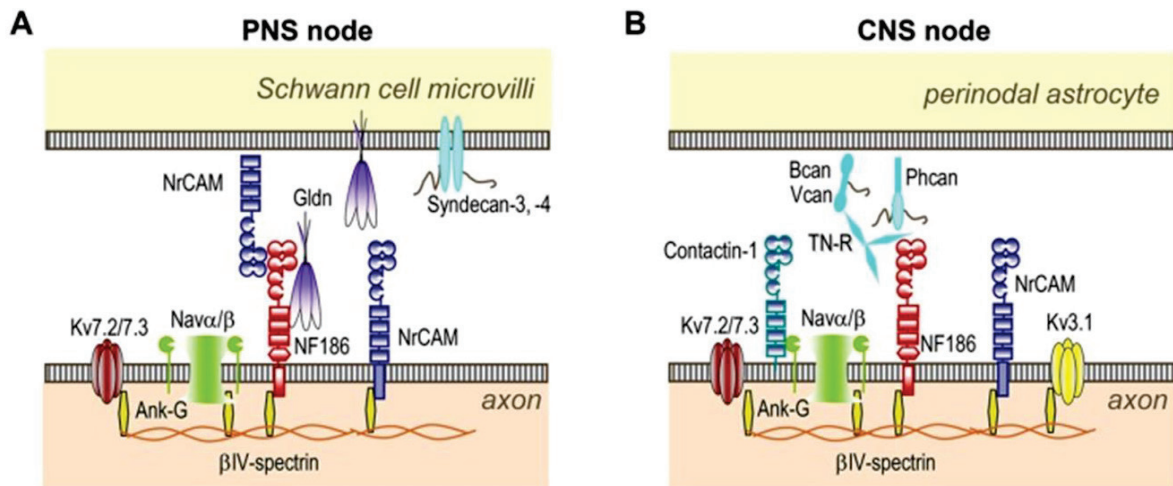 A
PNS node
Schwann cell microvilli
NrCAM
Gldn
Syndecan-3, -4
Kv7.2/7.3
Navα/β
NF186
NrCAM
Ank-G
axon
βIV-spectrin
B
CNS node
perinodal astrocyte
Bcan
Vcan
Phcan
TN-R
Contactin-1
NrCAM
Kv7.2/7.3
Navα/β
NF186
Kv3.1
Ank-G
axon
βIV-spectrin